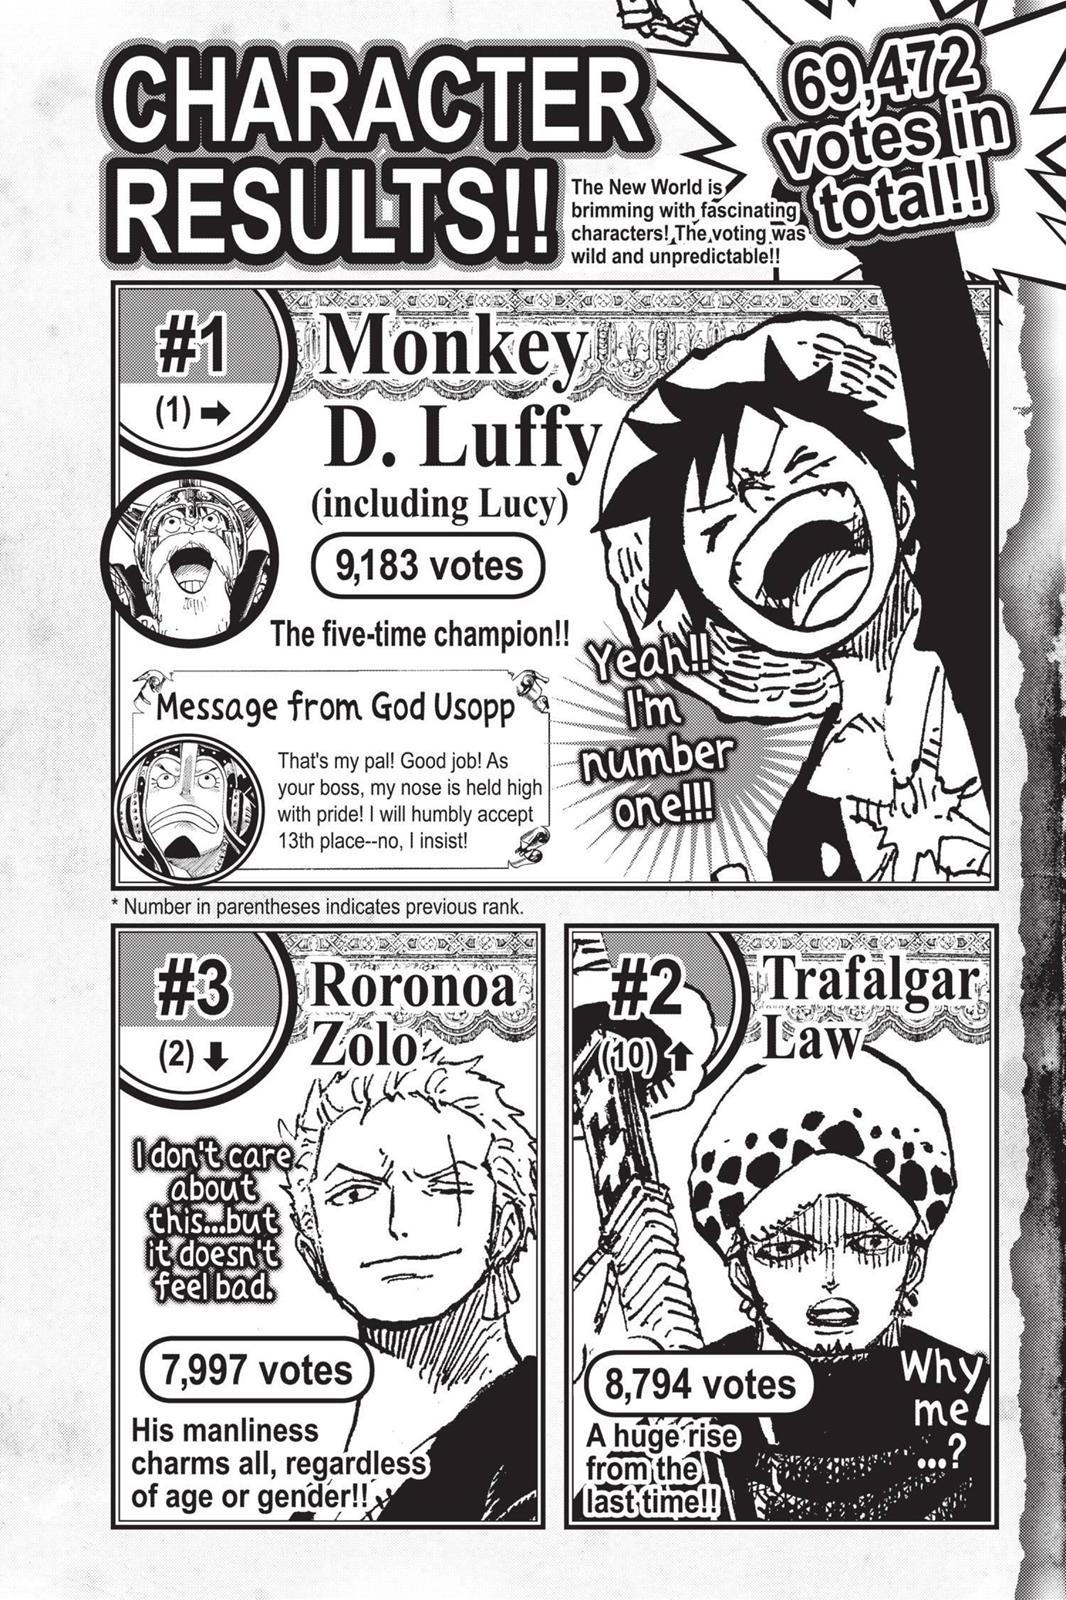 CHARACTER
RESULTS!!
69,472
votes in
total!!
The New World is
brimming with fascinating
characters! The voting was
wild and unpredictable!!
#1
(1) →
Monkey
D. Luffy
(including Lucy)
9,183 votes
The five-time champion!!
Message from God Usopp
That's my pal! Good job! As
your boss, my nose is held high
with pride! I will humbly accept
13th place--no, I insist!
Yeah!!
I'm
number
one!!!
* Number in parentheses indicates previous rank.
#3
(2) ↓
Roronoa
Zolo
I don't care
about
this...but
it doesn't
feel bad.
7,997 votes
His manliness
charms all, regardless
of age or gender!!
#2
(10) ↑
Trafalgar
Law
8,794 votes
A huge rise
from the
last time!!
Why
me
...?